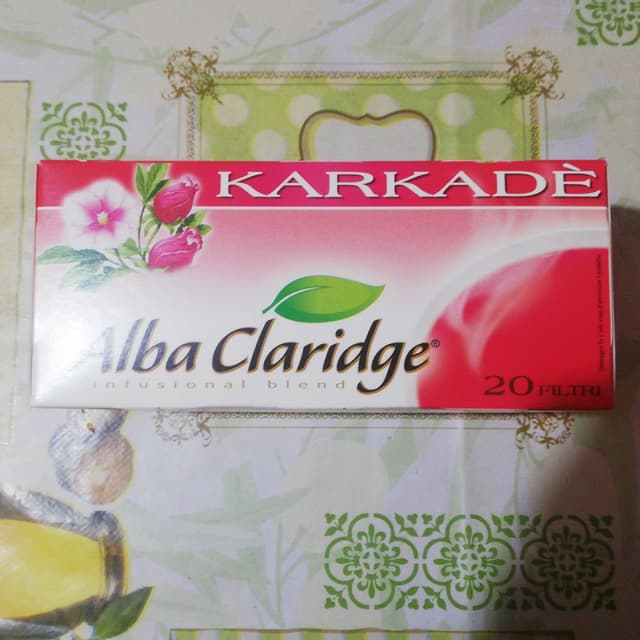 KARKADÈ
Alba Claridge®
infusional blend
20 FILTRI